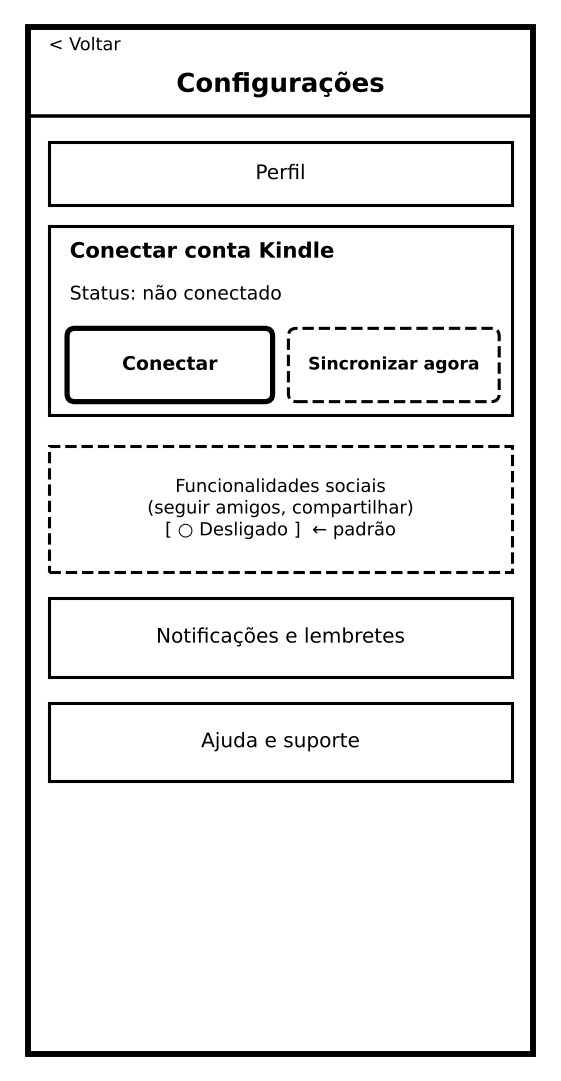 < Voltar
Configurações
Perfil
Conectar conta Kindle
Status: não conectado
Conectar
Sincronizar agora
Funcionalidades sociais
(seguir amigos, compartilhar)
[ ○ Desligado ]  ← padrão
Notificações e lembretes
Ajuda e suporte